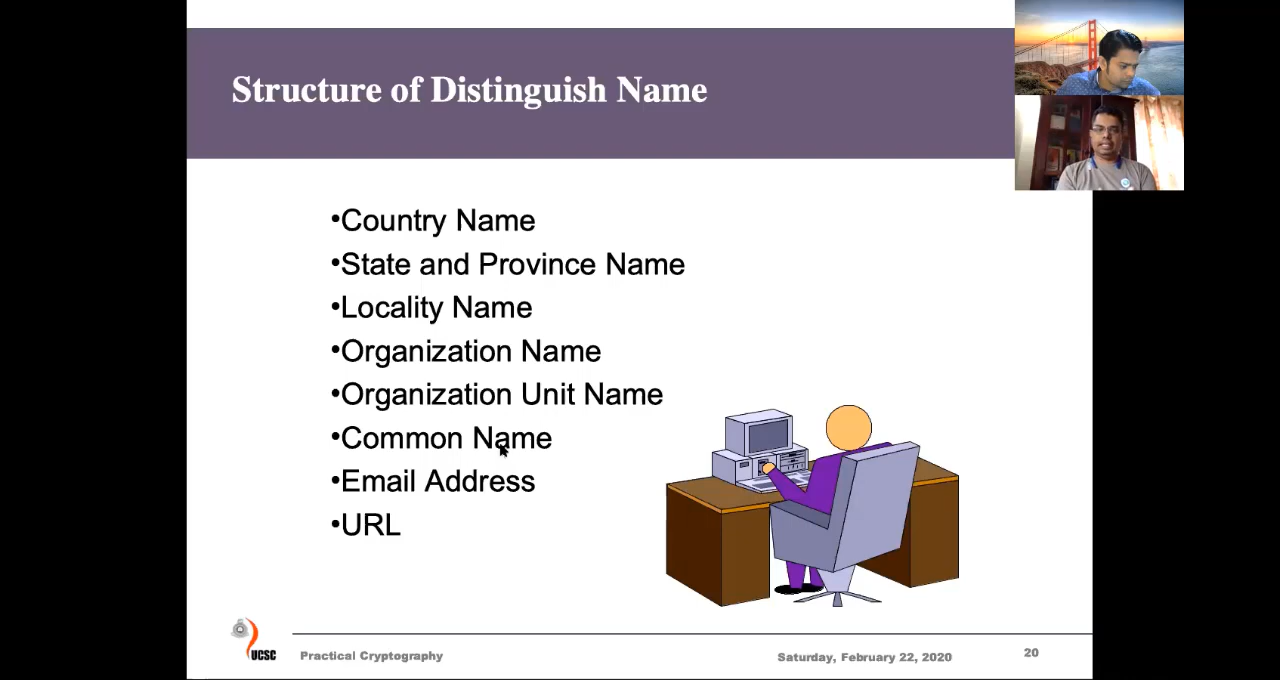 Structure of Distinguish Name
•Country Name
•State and Province Name
•Locality Name
•Organization Name
•Organization Unit Name
•Common Name
•Email Address
•URL
UCSC
Practical Cryptography
Saturday, February 22, 2020
20